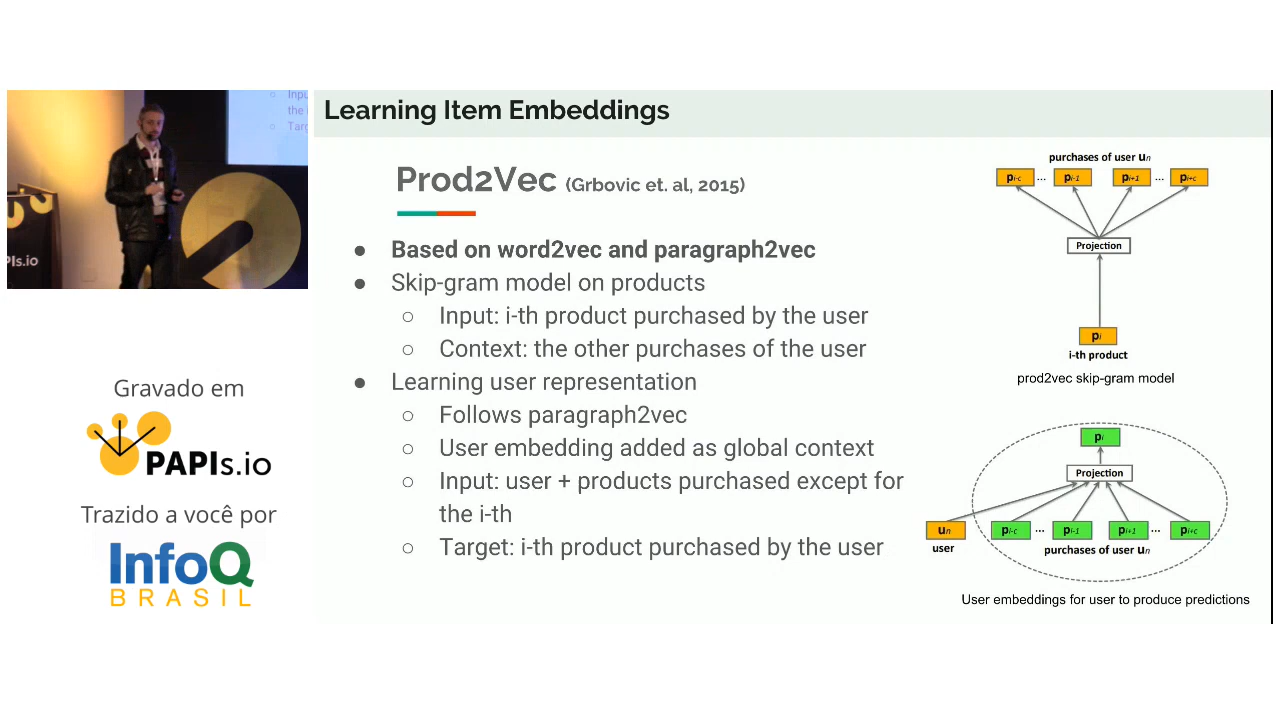 Learning Item Embeddings
Prod2Vec (Grbovic et. al, 2015)
● Based on word2vec and paragraph2vec
● Skip-gram model on products
○ Input: i-th product purchased by the user
○ Context: the other purchases of the user
● Learning user representation
○ Follows paragraph2vec
○ User embedding added as global context
○ Input: user + products purchased except for
the i-th
○ Target: i-th product purchased by the user
purchases of user un
pi-c ... pi-1 pi+1 ... pi+c
Projection
pi
i-th product
prod2vec skip-gram model
pi
Projection
un pi-c ... pi-1 pi+1 ... pi+c
user
purchases of user un
User embeddings for user to produce predictions
Gravado em
PAPIs.io
Trazido a você por
InfoQ
BRASIL
○ Inpu
the i
○ Targ
PIs.io